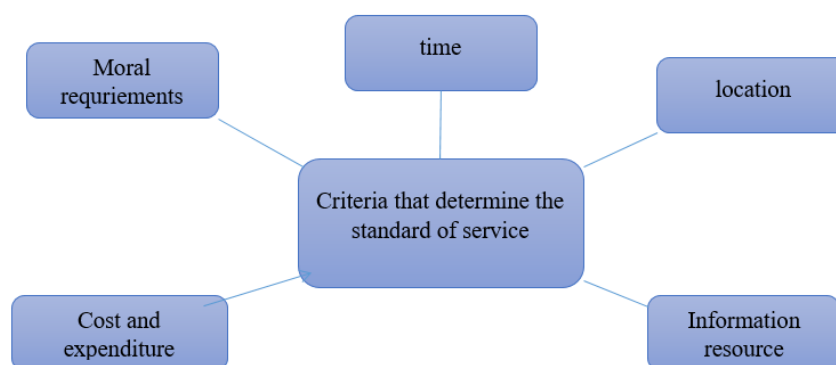 time
Moral
requriements
location
Criteria that determine the
standard of service
Cost and
expenditure
Information
resource